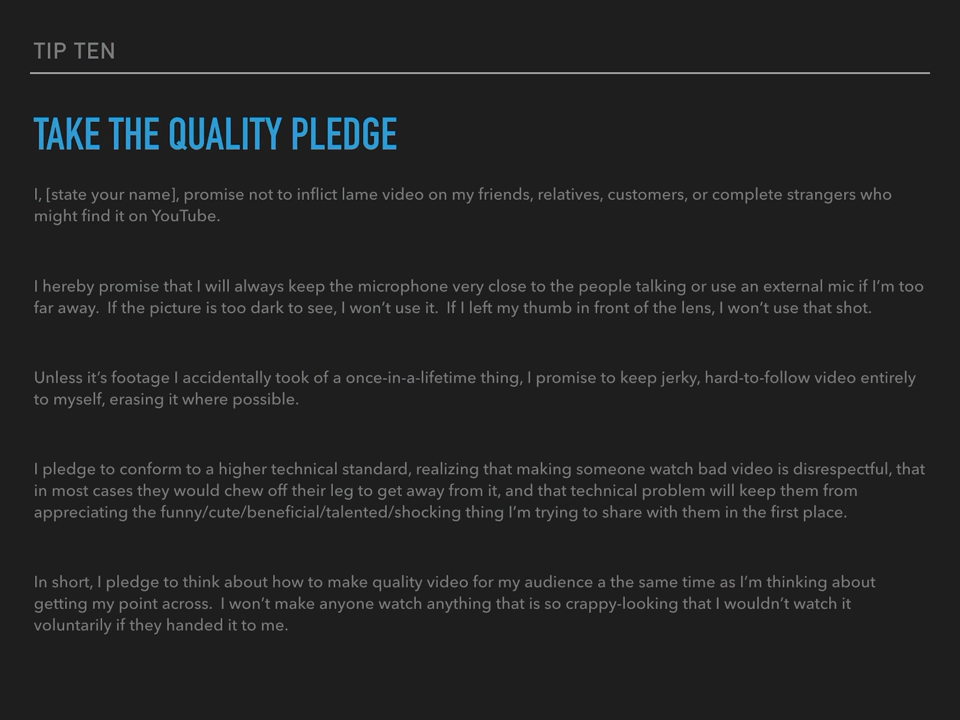 TIP TEN
TAKE THE QUALITY PLEDGE
I, [state your name], promise not to inflict lame video on my friends, relatives, customers, or complete strangers who
might find it on YouTube.
I hereby promise that I will always keep the microphone very close to the people talking or use an external mic if I’m too
far away.  If the picture is too dark to see, I won’t use it.  If I left my thumb in front of the lens, I won’t use that shot.
Unless it’s footage I accidentally took of a once-in-a-lifetime thing, I promise to keep jerky, hard-to-follow video entirely
to myself, erasing it where possible.
I pledge to conform to a higher technical standard, realizing that making someone watch bad video is disrespectful, that
in most cases they would chew off their leg to get away from it, and that technical problem will keep them from
appreciating the funny/cute/beneficial/talented/shocking thing I’m trying to share with them in the first place.
In short, I pledge to think about how to make quality video for my audience a the same time as I’m thinking about
getting my point across.  I won’t make anyone watch anything that is so crappy-looking that I wouldn’t watch it
voluntarily if they handed it to me.